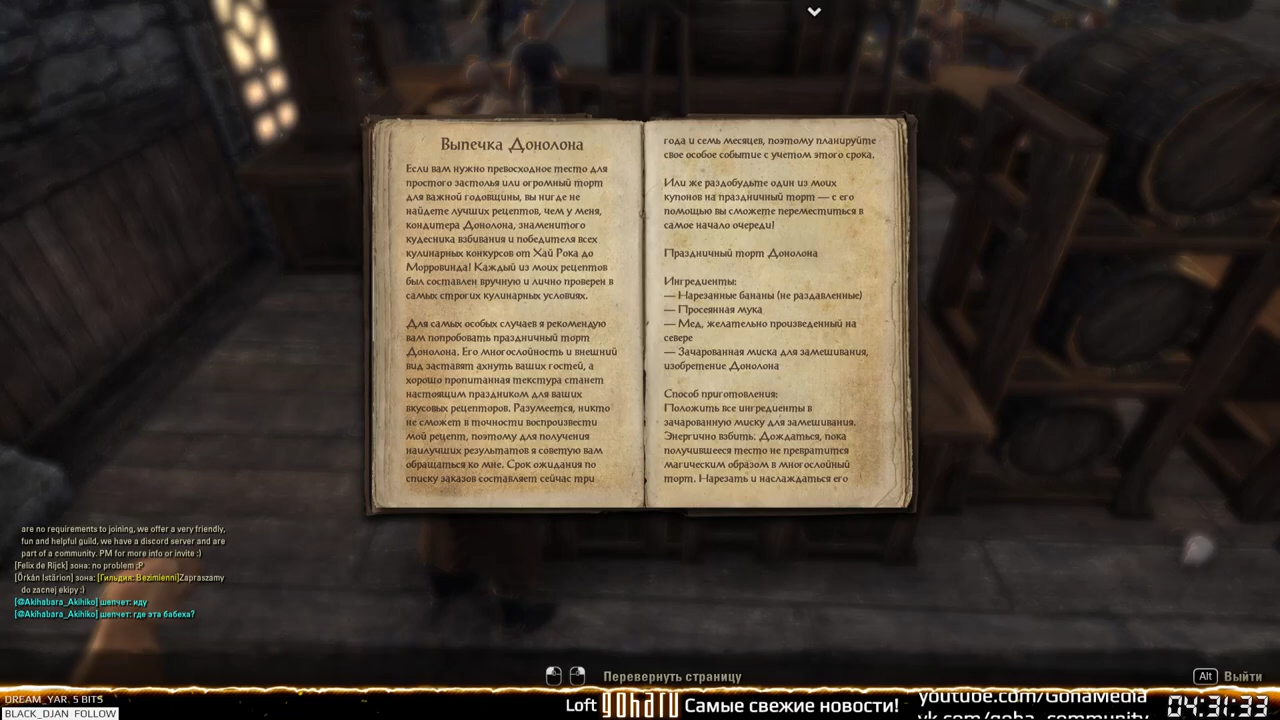 Выпечка Донолона
Если вам нужно превосходное тесто для
простого застолья или огромный торт
для важной годовщины, вы нигде не
найдете лучших рецептов, чем у меня,
кондитера Донолона, знаменитого
кудесника взбивания и победителя всех
кулинарных конкурсов от Хай Рока до
Морровинда! Каждый из моих рецептов
был составлен вручную и лично проверен в
самых строгих кулинарных условиях.
Для самых особых случаев я рекомендую
вам попробовать праздничный торт
Донолона. Его многослойность и внешний
вид заставят ахнуть ваших гостей, а
хорошо пропитанная текстура станет
настоящим праздником для ваших
вкусовых рецепторов. Разумеется, никто
не сможет в точности воспроизвести
мой рецепт, поэтому для получения
наилучших результатов я советую вам
обращаться ко мне. Срок ожидания по
списку заказов составляет сейчас три
года и семь месяцев, поэтому планируйте
свое особое событие с учетом этого срока.
Или же раздобудьте один из моих
купонов на праздничный торт — с его
помощью вы сможете переместиться в
самое начало очереди!
Праздничный торт Донолона
Ингредиенты:
— Нарезанные бананы (не раздавленные)
— Просеянная мука
— Мед, желательно произведенный на
севере
— Зачарованная миска для замешивания,
изобретение Донолона
Способ приготовления:
Положить все ингредиенты в
зачарованную миску для замешивания.
Энергично взбить. Дождаться, пока
получившееся тесто не превратится
магическим образом в многослойный
торт. Нарезать и наслаждаться его
are no requirements to joining, we offer a very friendly,
fun and helpful guild, we have a discord server and are
part of a community. PM for more info or invite :)
[Felix de Rijck] зона: no problem :P
[Örkån Istârion] зона: [Гильдия: Bezimienni]Zapraszamy
do zacnej ekipy :)
[@Akihabara_Akihiko] шепчет: иду
[@Akihabara_Akihiko] шепчет: где эта бабеха?
Перевернуть страницу
Alt Выйти
DREAM_YAR. 5 BITS
BLACK_DJAN FOLLOW
Loft goharu Самые свежие новости!
youtube.com/GohaMedia
vk.com/goha_community
04:31:33